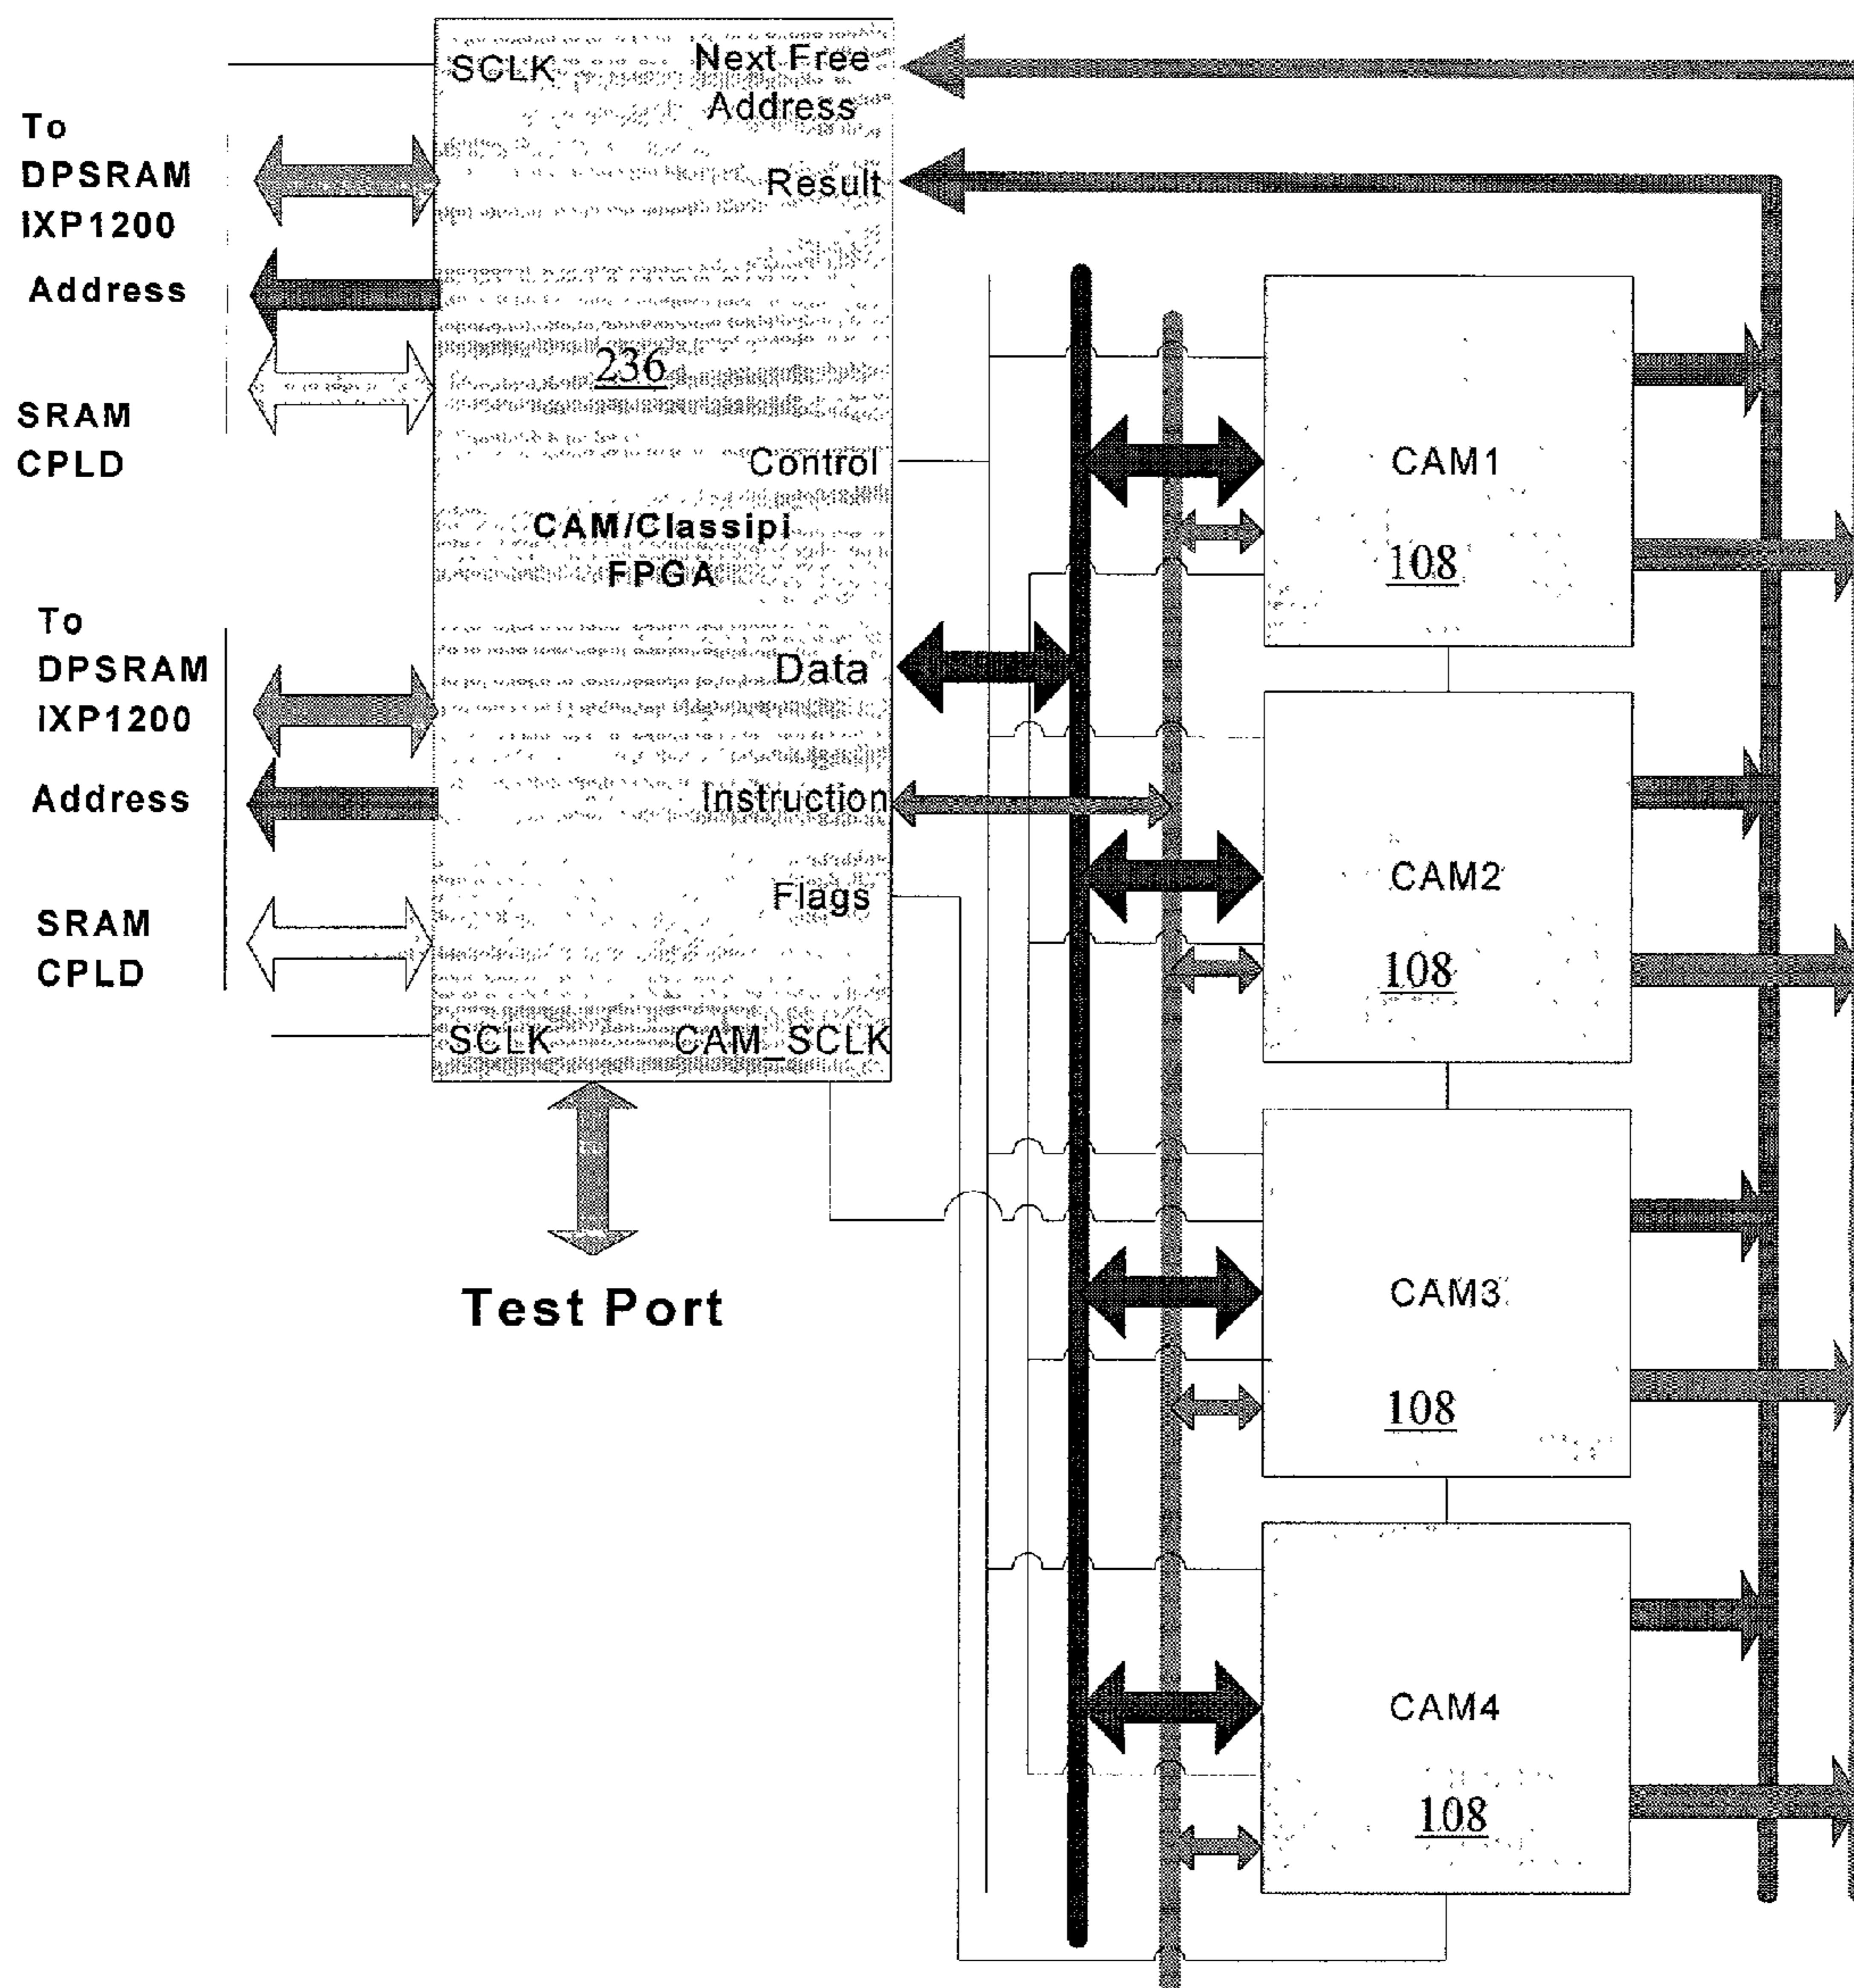 SCLK
Next Free
Address
To
DPSRAM
IXP1200
Result
Address
236
SRAM
CPLD
Control
CAM/Classipi
FPGA
To
DPSRAM
IXP1200
Data
Address
Instruction
Flags
SRAM
CPLD
SCLK
CAM_SCLK
Test Port
CAM1
108
CAM2
108
CAM3
108
CAM4
108